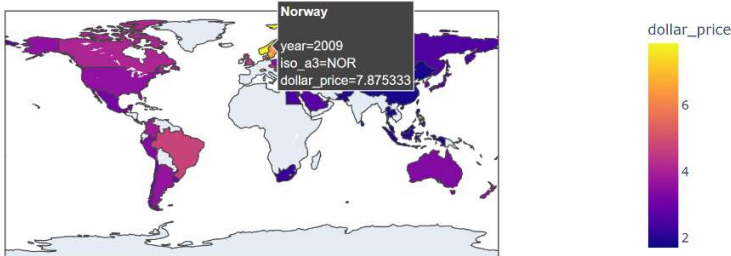 Norway
year=2009
iso_a3=NOR
dollar_price=7.875333
dollar_price
6
4
2